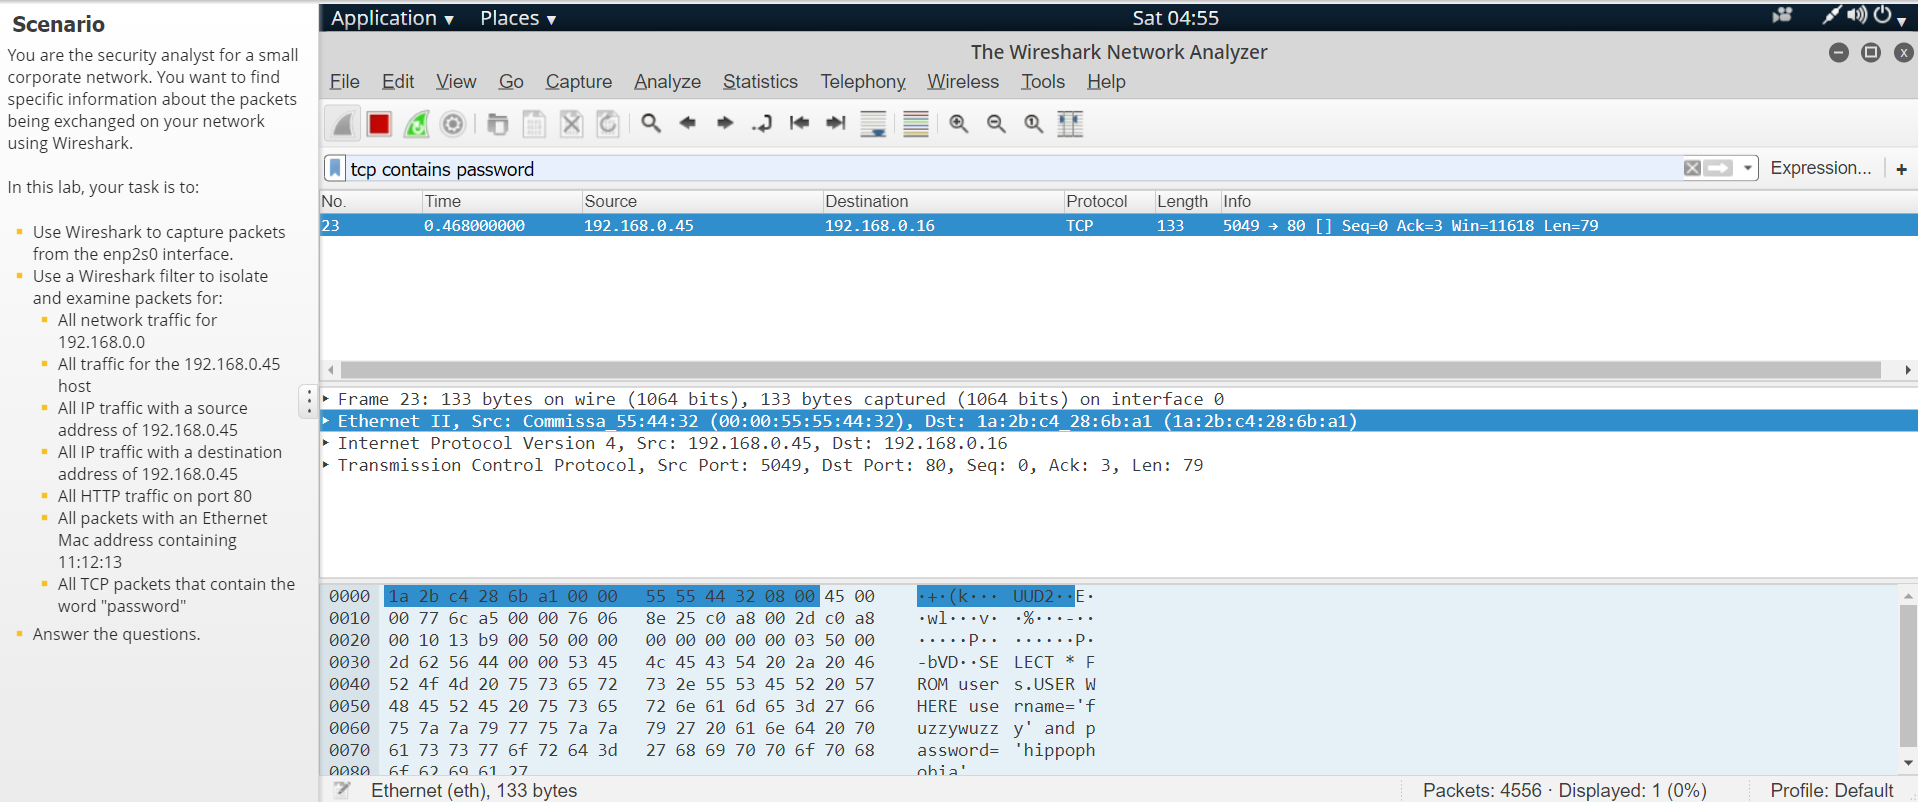 Scenario
You are the security analyst for a small
corporate network. You want to find
specific information about the packets
being exchanged on your network
using Wireshark.
In this lab, your task is to:
Use Wireshark to capture packets
from the enp2s0 interface.
Use a Wireshark filter to isolate
and examine packets for:
All network traffic for
192.168.0.0
All traffic for the 192.168.0.45
host
All IP traffic with a source
address of 192.168.0.45
All IP traffic with a destination
address of 192.168.0.45
All HTTP traffic on port 80
All packets with an Ethernet
Mac address containing
11:12:13
All TCP packets that contain the
word "password"
Answer the questions.
Application ▾ Places ▾ Sat 04:55
The Wireshark Network Analyzer
File Edit View Go Capture Analyze Statistics Telephony Wireless Tools Help
tcp contains password Expression... +
No. Time Source Destination Protocol Length Info
23 0.468000000 192.168.0.45 192.168.0.16 TCP 133 5049 → 80 [] Seq=0 Ack=3 Win=11618 Len=79
Frame 23: 133 bytes on wire (1064 bits), 133 bytes captured (1064 bits) on interface 0
Ethernet II, Src: Commissa_55:44:32 (00:00:55:55:44:32), Dst: 1a:2b:c4_28:6b:a1 (1a:2b:c4:28:6b:a1)
Internet Protocol Version 4, Src: 192.168.0.45, Dst: 192.168.0.16
Transmission Control Protocol, Src Port: 5049, Dst Port: 80, Seq: 0, Ack: 3, Len: 79
0000 1a 2b c4 28 6b a1 00 00 55 55 44 32 08 00 45 00 ·+·(k··· UUD2··E·
0010 00 77 6c a5 00 00 76 06 8e 25 c0 a8 00 2d c0 a8 ·wl···v· ·%···-··
0020 00 10 13 b9 00 50 00 00 00 00 00 00 00 03 50 00 ·····P·· ······P·
0030 2d 62 56 44 00 00 53 45 4c 45 43 54 20 2a 20 46 -bVD··SE LECT * F
0040 52 4f 4d 20 75 73 65 72 73 2e 55 53 45 52 20 57 ROM user s.USER W
0050 48 45 52 45 20 75 73 65 72 6e 61 6d 65 3d 27 66 HERE use rname='f
0060 75 7a 7a 79 77 75 7a 7a 79 27 20 61 6e 64 20 70 uzzywuzz y' and p
0070 61 73 73 77 6f 72 64 3d 27 68 69 70 70 6f 70 68 assword= 'hippoph
0080 6f 62 69 61 27 obia'
Ethernet (eth), 133 bytes Packets: 4556 · Displayed: 1 (0%) Profile: Default